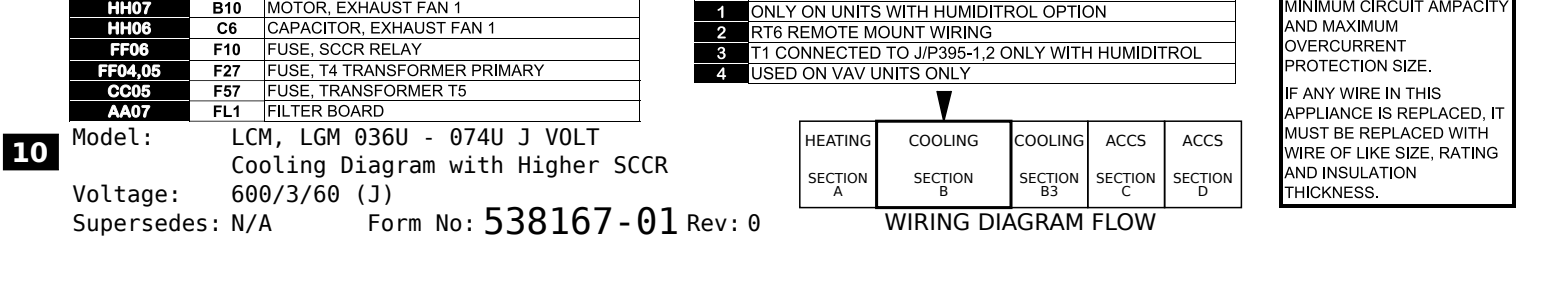 HH07 B10 MOTOR, EXHAUST FAN 1
HH06 C6 CAPACITOR, EXHAUST FAN 1
FF06 F10 FUSE, SCCR RELAY
FF04,05 F27 FUSE, T4 TRANSFORMER PRIMARY
CC05 F57 FUSE, TRANSFORMER T5
AA07 FL1 FILTER BOARD
1 ONLY ON UNITS WITH HUMIDITROL OPTION
2 RT6 REMOTE MOUNT WIRING
3 T1 CONNECTED TO J/P395-1,2 ONLY WITH HUMIDITROL
4 USED ON VAV UNITS ONLY
MINIMUM CIRCUIT AMPACITY
AND MAXIMUM
OVERCURRENT
PROTECTION SIZE.
IF ANY WIRE IN THIS
APPLIANCE IS REPLACED, IT
MUST BE REPLACED WITH
WIRE OF LIKE SIZE, RATING
AND INSULATION
THICKNESS.
10
Model: LCM, LGM 036U - 074U J VOLT
Cooling Diagram with Higher SCCR
Voltage: 600/3/60 (J)
Supersedes: N/A Form No: 538167-01 Rev: 0
HEATING COOLING COOLING ACCS ACCS
SECTION SECTION SECTION SECTION SECTION
A B B3 C D
WIRING DIAGRAM FLOW